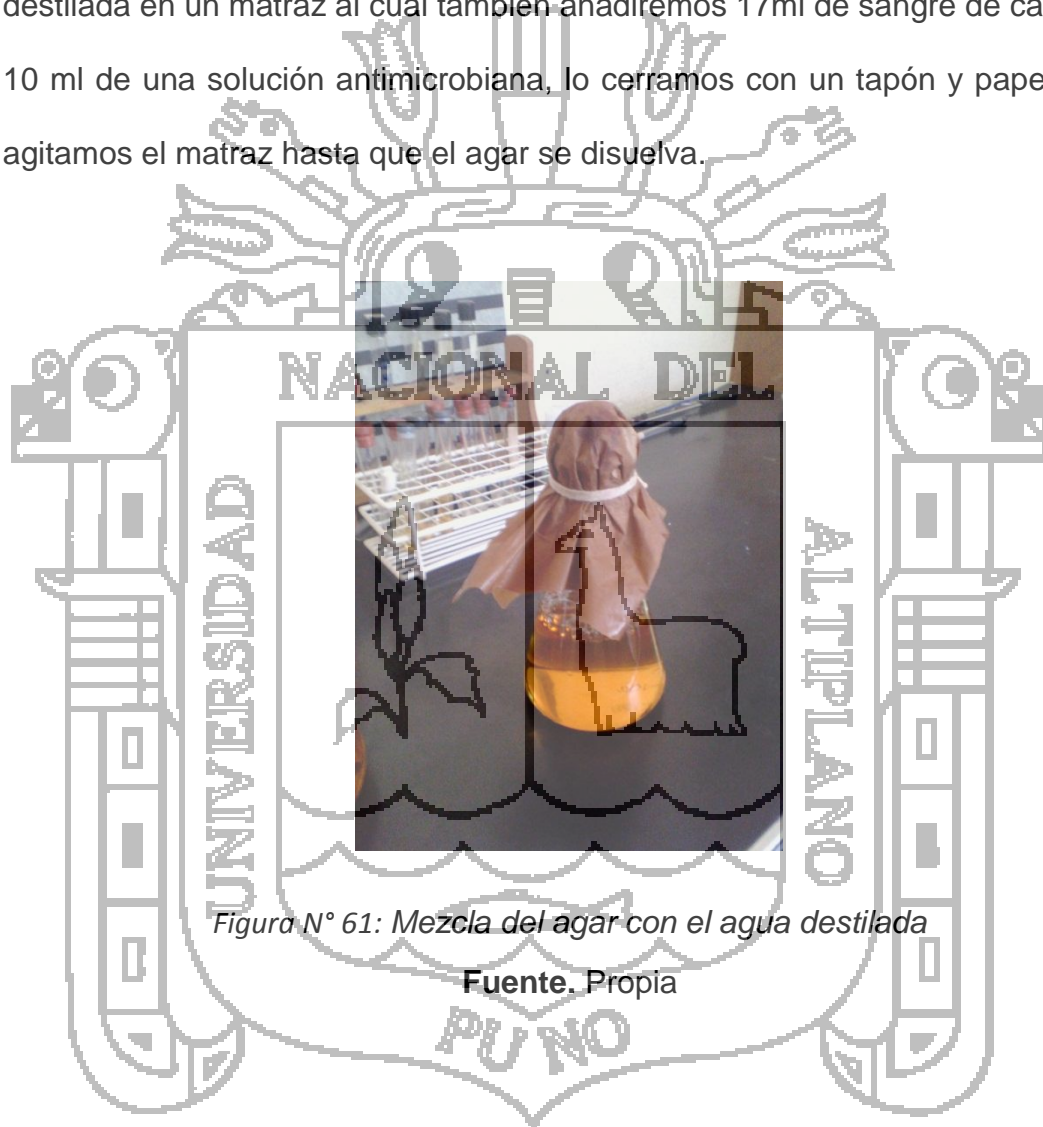 destilada en un matraz al cual también añadiremos 17ml de sangre de
10 ml de una solución antimicrobiana, lo cerramos con un tapón y
agitamos el matraz hasta que el agar se disuelva.
NACIONAL DEL
UNIVERSIDAD
ALTIPLANO
Figura N° 61: Mezcla del agar con el agua destilada
Fuente. Propia
PUNO